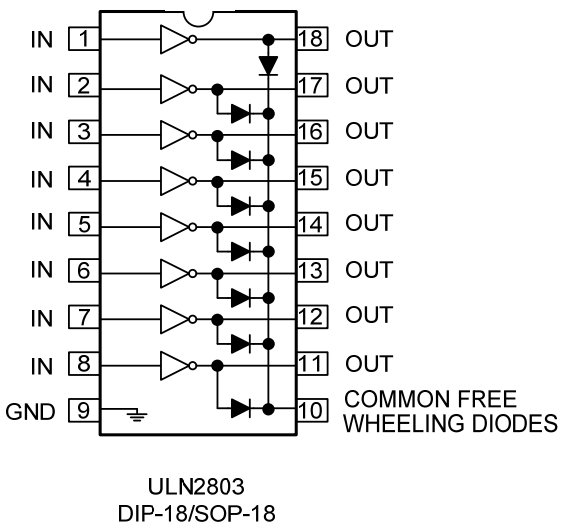 IN 1 18 OUT
IN 2 17 OUT
IN 3 16 OUT
IN 4 15 OUT
IN 5 14 OUT
IN 6 13 OUT
IN 7 12 OUT
IN 8 11 OUT
GND 9 10 COMMON FREE
WHEELING DIODES
ULN2803
DIP-18/SOP-18